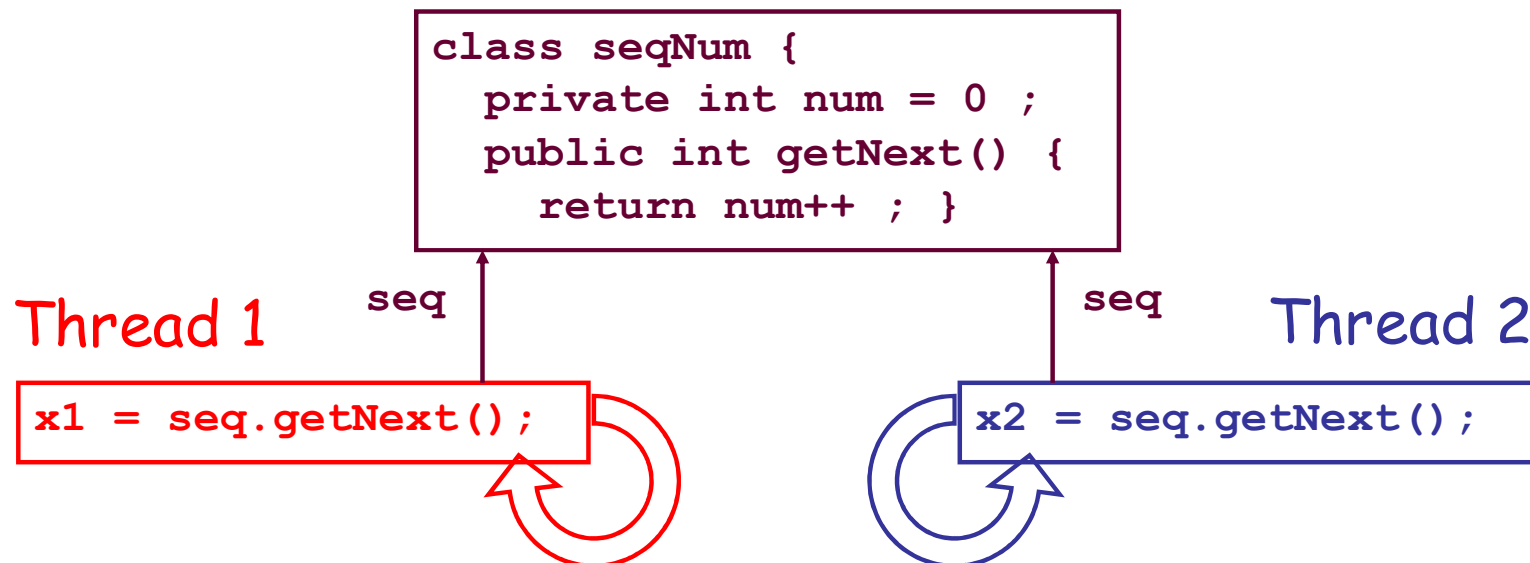 class seqNum {
private int num = 0 ;
public int getNext() {
return num++ ; }
seq
seq
Thread 1
Thread 2
x1 = seq.getNext();
x2 = seq.getNext();